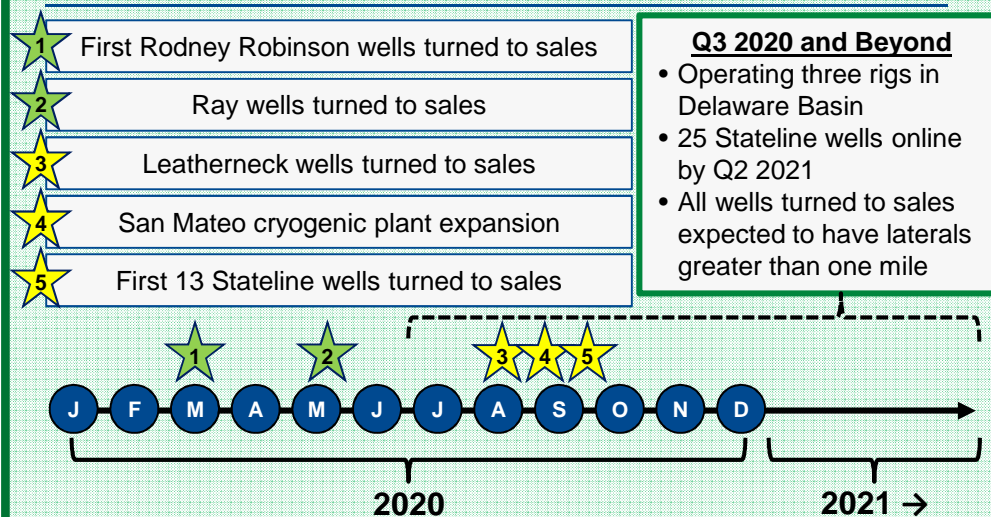 1 First Rodney Robinson wells turned to sales
2 Ray wells turned to sales
3 Leatherneck wells turned to sales
4 San Mateo cryogenic plant expansion
5 First 13 Stateline wells turned to sales
Q3 2020 and Beyond
• Operating three rigs in
Delaware Basin
• 25 Stateline wells online
by Q2 2021
• All wells turned to sales
expected to have laterals
greater than one mile
1 2 3 4 5
J F M A M J J A S O N D
2020 2021 →